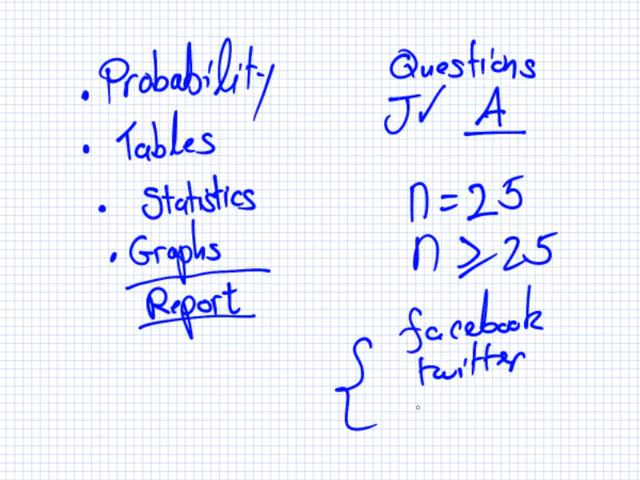 • Probability
• Tables
• Statistics
• Graphs
Report
Questions
J✓ A
n = 25
n ⩾ 25
facebook
twitter